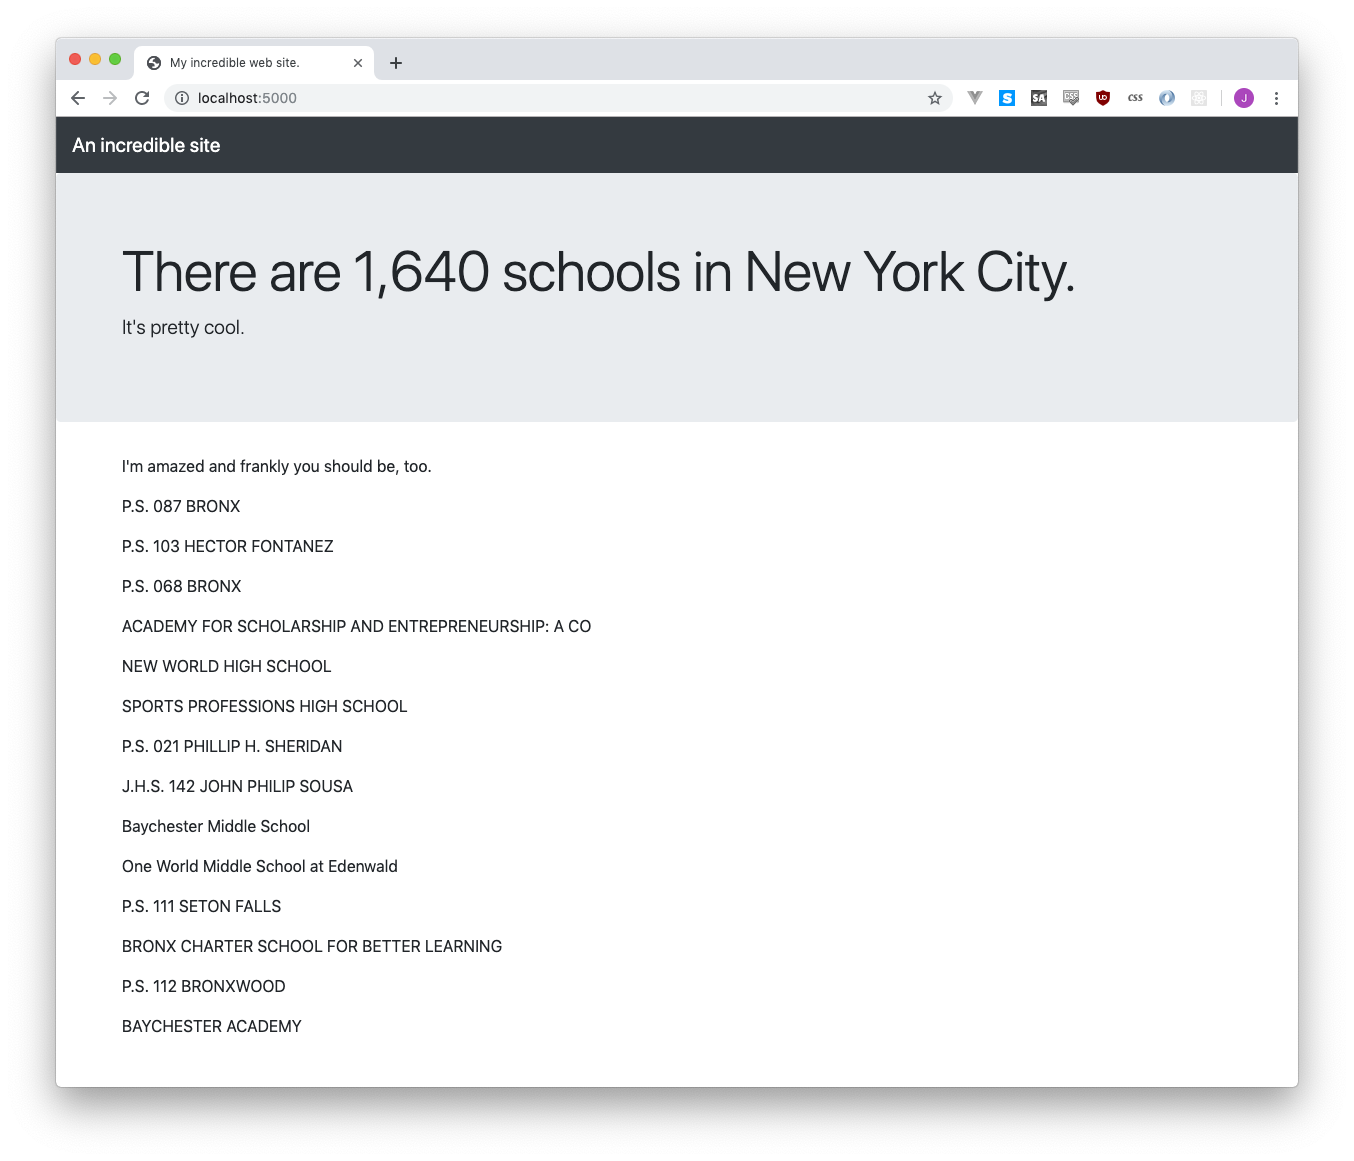 My incredible web site.
localhost:5000
S
SA
CSS
UD
CSS
J
An incredible site
There are 1,640 schools in New York City.
It's pretty cool.
I'm amazed and frankly you should be, too.
P.S. 087 BRONX
P.S. 103 HECTOR FONTANEZ
P.S. 068 BRONX
ACADEMY FOR SCHOLARSHIP AND ENTREPRENEURSHIP: A CO
NEW WORLD HIGH SCHOOL
SPORTS PROFESSIONS HIGH SCHOOL
P.S. 021 PHILLIP H. SHERIDAN
J.H.S. 142 JOHN PHILIP SOUSA
Baychester Middle School
One World Middle School at Edenwald
P.S. 111 SETON FALLS
BRONX CHARTER SCHOOL FOR BETTER LEARNING
P.S. 112 BRONXWOOD
BAYCHESTER ACADEMY